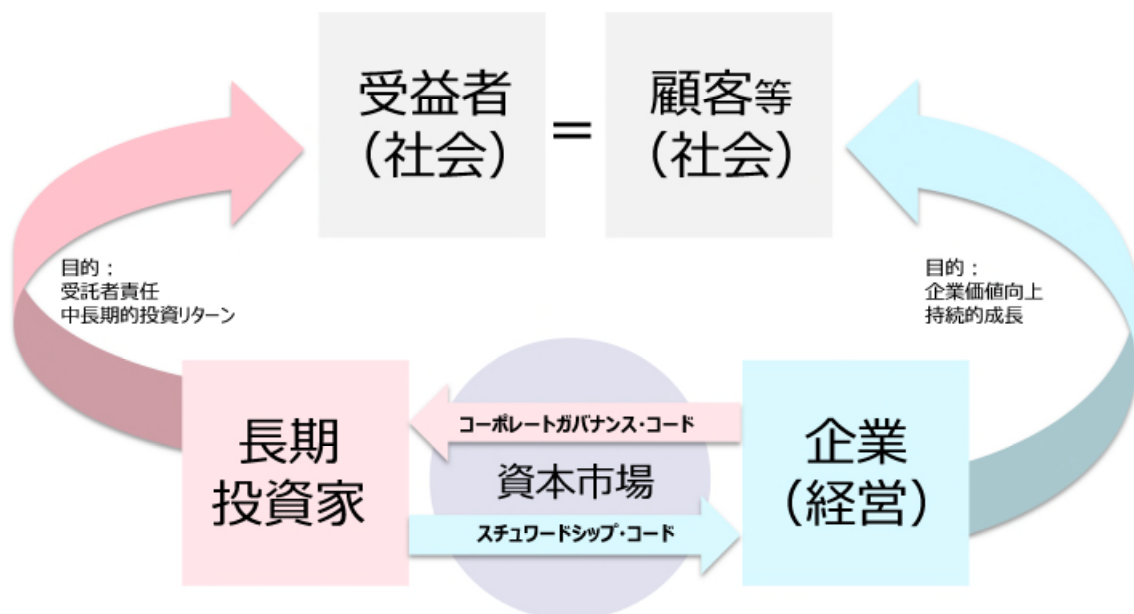 受益者
（社会）
＝
顧客等
（社会）
目的：
受託者責任
中長期的投資リターン
目的：
企業価値向上
持続的成長
長期
投資家
コーポレートガバナンス・コード
資本市場
スチュワードシップ・コード
企業
（経営）